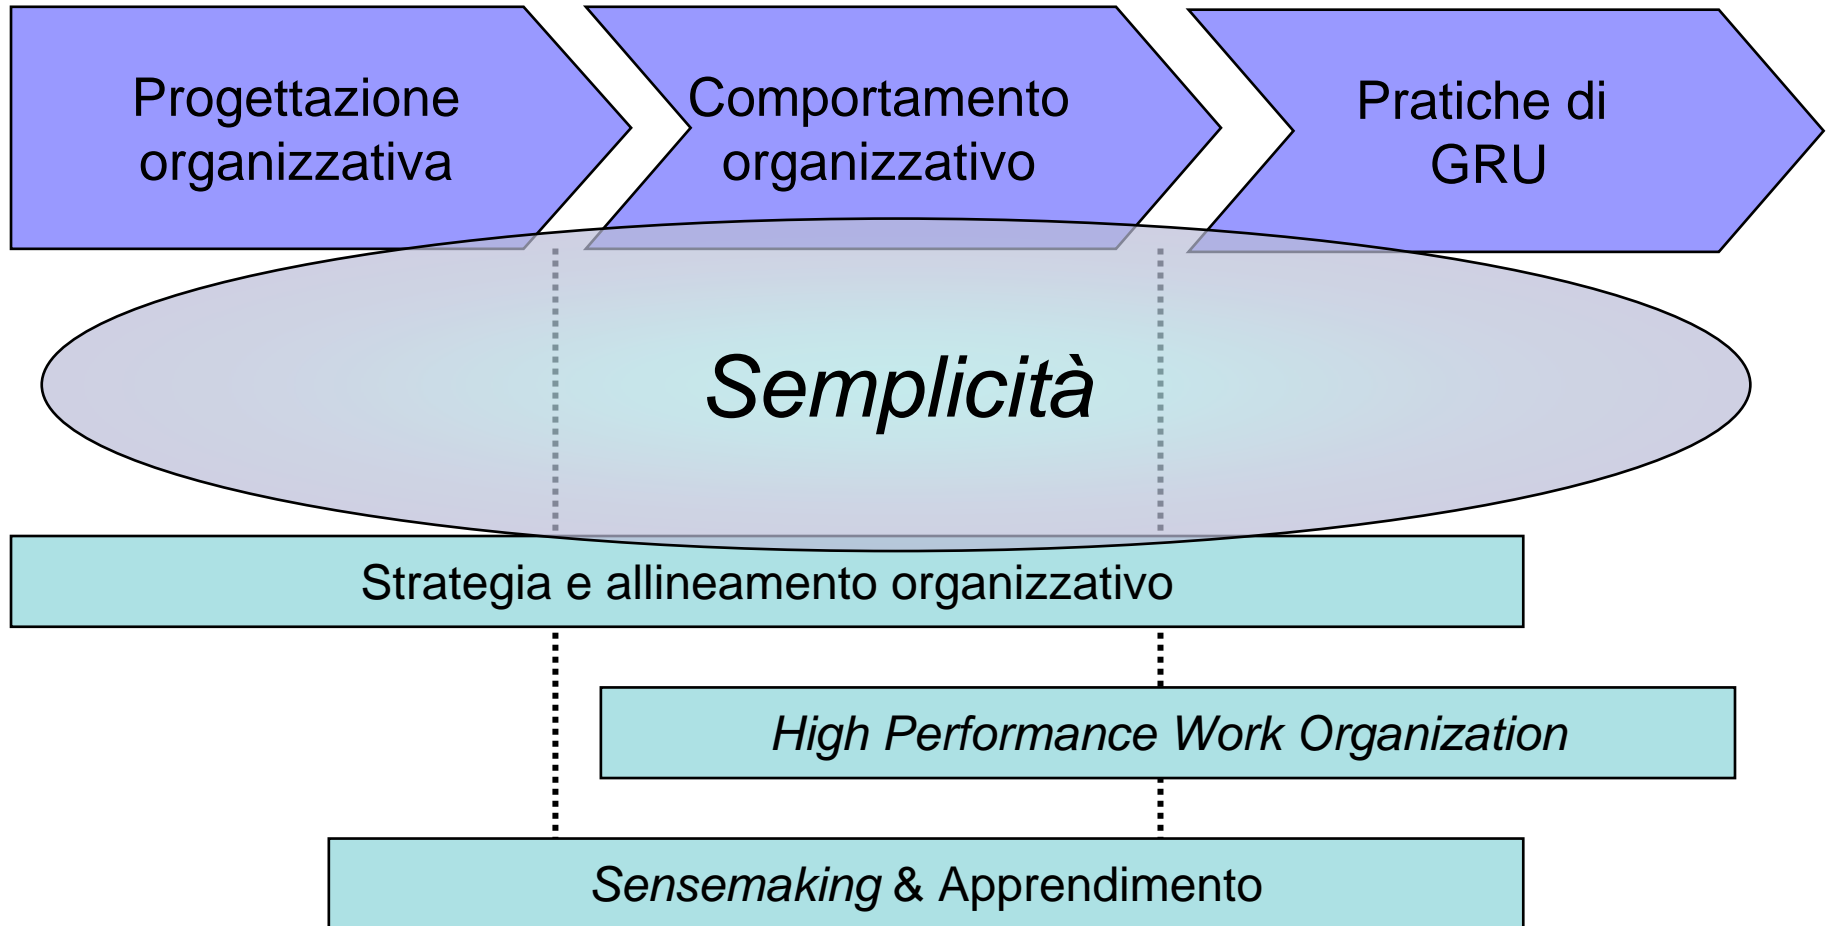 Progettazione
organizzativa
Comportamento
organizzativo
Pratiche di
GRU
Semplicità
Strategia e allineamento organizzativo
High Performance Work Organization
Sensemaking & Apprendimento